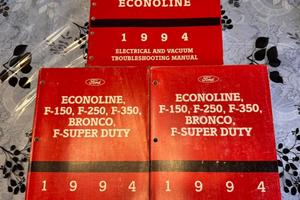 ECONOLINE
1994
ELECTRICAL AND VACUUM
TROUBLESHOOTING MANUAL
Ford
ECONOLINE,
F-150, F-250, F-350,
BRONCO,
F-SUPER DUTY
1994
Ford
ECONOLINE,
F-150, F-250, F-350,
BRONCO,
F-SUPER DUTY
1994